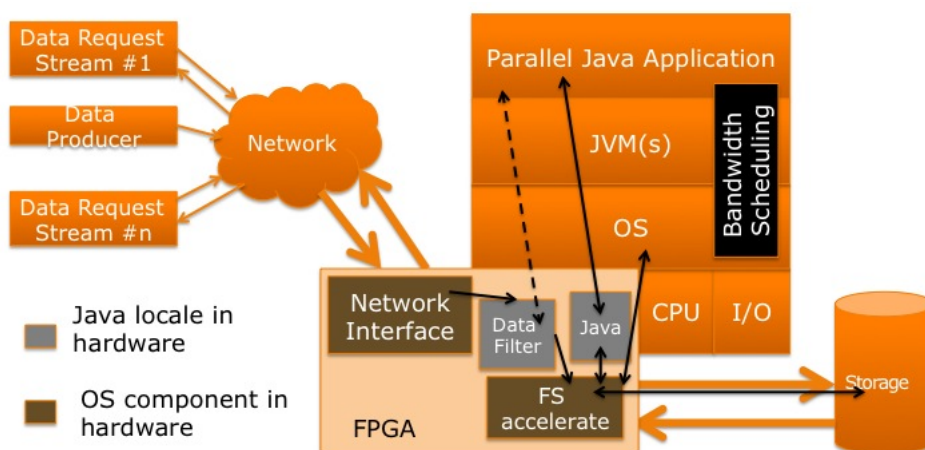 Data Request
Stream #1
Data
Producer
Data Request
Stream #n
Network
Parallel Java Application
JVM(s)
OS
Bandwidth
Scheduling
CPU
I/O
Network
Interface
Data
Filter
Java
FS
accelerate
FPGA
Storage
Java locale in
hardware
OS component in
hardware